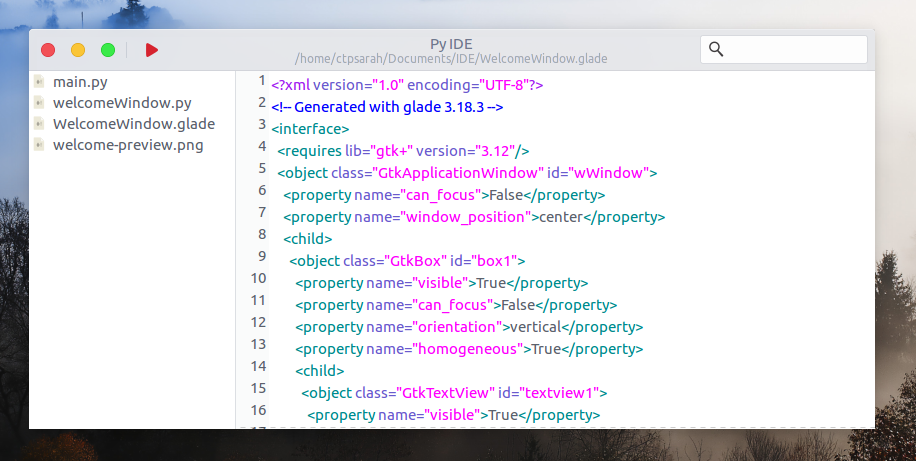 Py IDE
/home/ctpsarah/Documents/IDE/WelcomeWindow.glade
main.py
welcomeWindow.py
WelcomeWindow.glade
welcome-preview.png
1 <?xml version="1.0" encoding="UTF-8"?>
2 <!-- Generated with glade 3.18.3 -->
3 <interface>
4 <requires lib="gtk+" version="3.12"/>
5 <object class="GtkApplicationWindow" id="wWindow">
6 <property name="can_focus">False</property>
7 <property name="window_position">center</property>
8 <child>
9 <object class="GtkBox" id="box1">
10 <property name="visible">True</property>
11 <property name="can_focus">False</property>
12 <property name="orientation">vertical</property>
13 <property name="homogeneous">True</property>
14 <child>
15 <object class="GtkTextView" id="textview1">
16 <property name="visible">True</property>